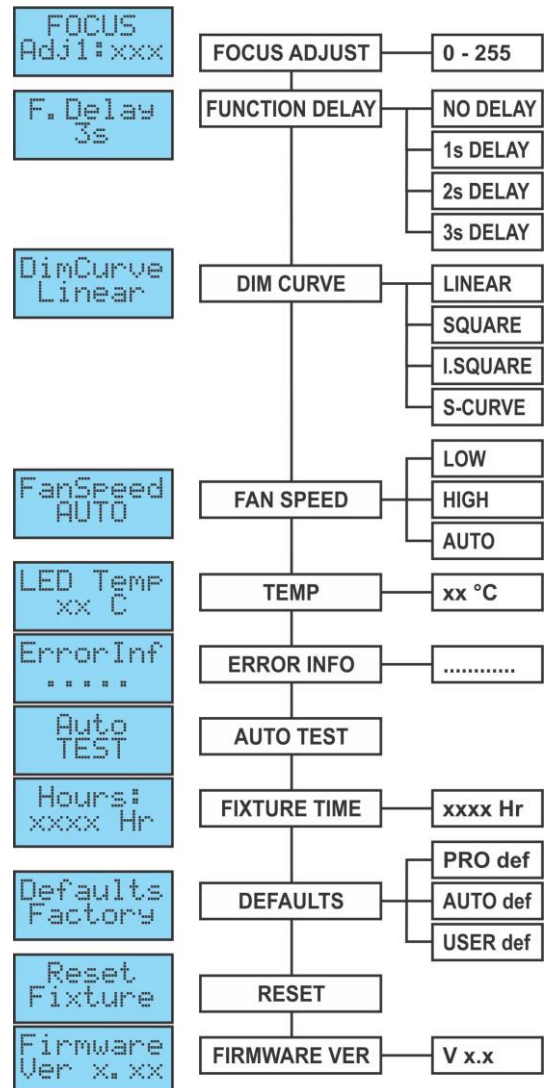 FOCUS
Adj1:xxx
FOCUS ADJUST
0 - 255
F.Delay
3s
FUNCTION DELAY
NO DELAY
1s DELAY
2s DELAY
3s DELAY
DimCurve
Linear
DIM CURVE
LINEAR
SQUARE
I.SQUARE
S-CURVE
FanSpeed
AUTO
FAN SPEED
LOW
HIGH
AUTO
LED Temp
xx C
TEMP
xx °C
ErrorInf
.....
ERROR INFO
............
Auto
TEST
AUTO TEST
Hours:
xxxx Hr
FIXTURE TIME
xxxx Hr
Defaults
Factory
DEFAULTS
PRO def
AUTO def
USER def
Reset
Fixture
RESET
Firmware
Ver x.xx
FIRMWARE VER
V x.x